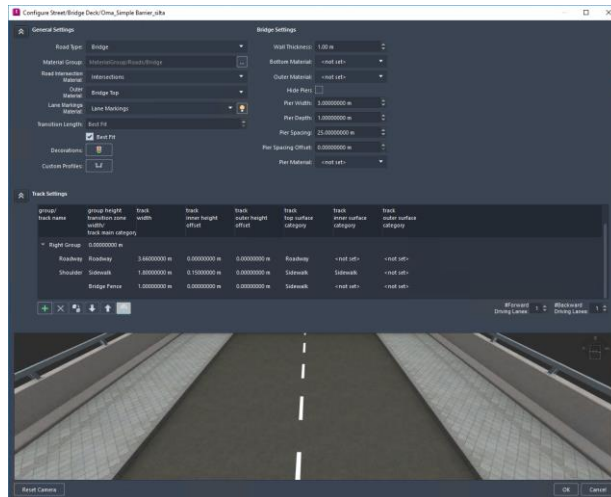 Configure Street/Bridge Deck/Oma_Simple Barrier_silta
General Settings
Road Type: Bridge
Material Group: MaterialGroup/Roads/Bridge
Road Intersection Material: Intersections
Outer Material: Bridge Top
Lane Markings Material: Lane Markings
Transition Length: Best Fit
Best Fit
Decorations:
Custom Profiles:
Bridge Settings
Wall Thickness: 1.00 m
Bottom Material: <not set>
Outer Material: <not set>
Hide Piers
Pier Width: 3.00000000 m
Pier Depth: 1.00000000 m
Pier Spacing: 25.00000000 m
Pier Spacing Offset: 0.00000000 m
Pier Material: <not set>
Track Settings
group/ track name
group height transition zone width/ track main category
track width
track inner height offset
track outer height offset
track top surface category
track inner surface category
track outer surface category
Right Group 0.00000000 m
Roadway Roadway 3.66000000 m 0.00000000 m 0.00000000 m Roadway <not set> <not set>
Shoulder Sidewalk 1.80000000 m 0.15000000 m 0.00000000 m Sidewalk Sidewalk <not set>
Bridge Fence 1.00000000 m 0.00000000 m 0.00000000 m <not set> <not set> <not set>
#Forward Driving Lanes: 1
#Backward Driving Lanes: 1
Reset Camera
OK
Cancel